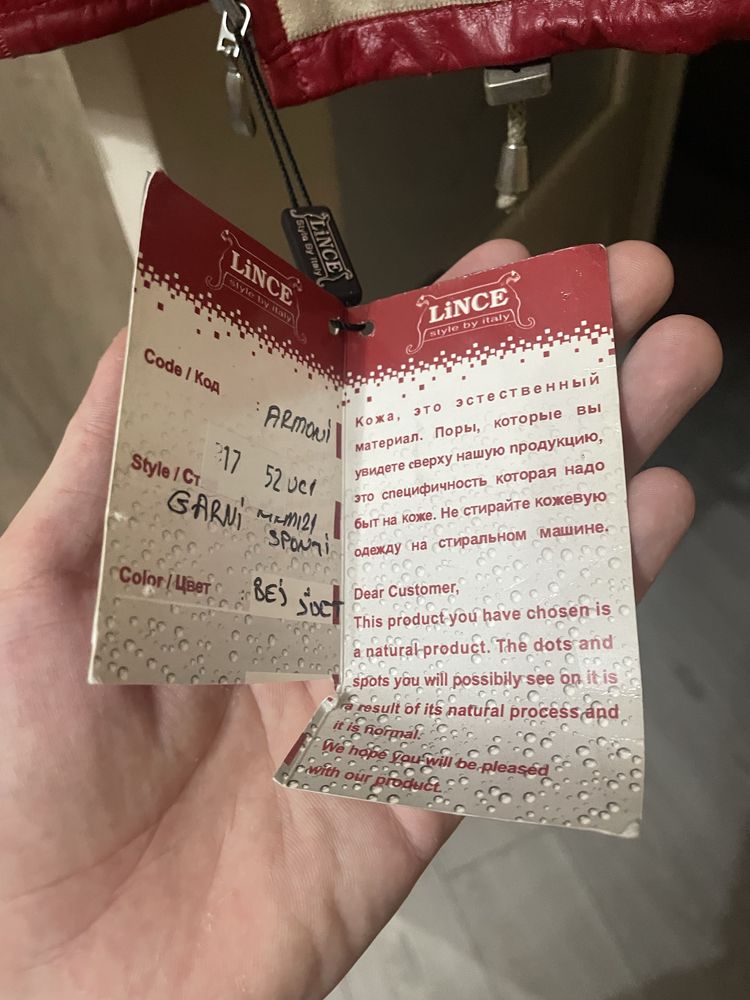 LiNCE
Style By Italy
LiNCE
style by italy
Code / Код
: ARMONi
17 52 UCI
Style / Ст
GARNi
SPONTi
Color / Цвет : BEJ
LiNCE
style by italy
Кожа, это эстественный
материал. Поры, которые вы
увидете сверху нашую продукцию,
это специфичность которая надо
быт на коже. Не стирайте кожевую
одежду на стиральном машине.
Dear Customer,
This product you have chosen is
a natural product. The dots and
spots you will possibily see on it is
a result of its natural process and
it is normal.
We hope you will be pleased
with our product.